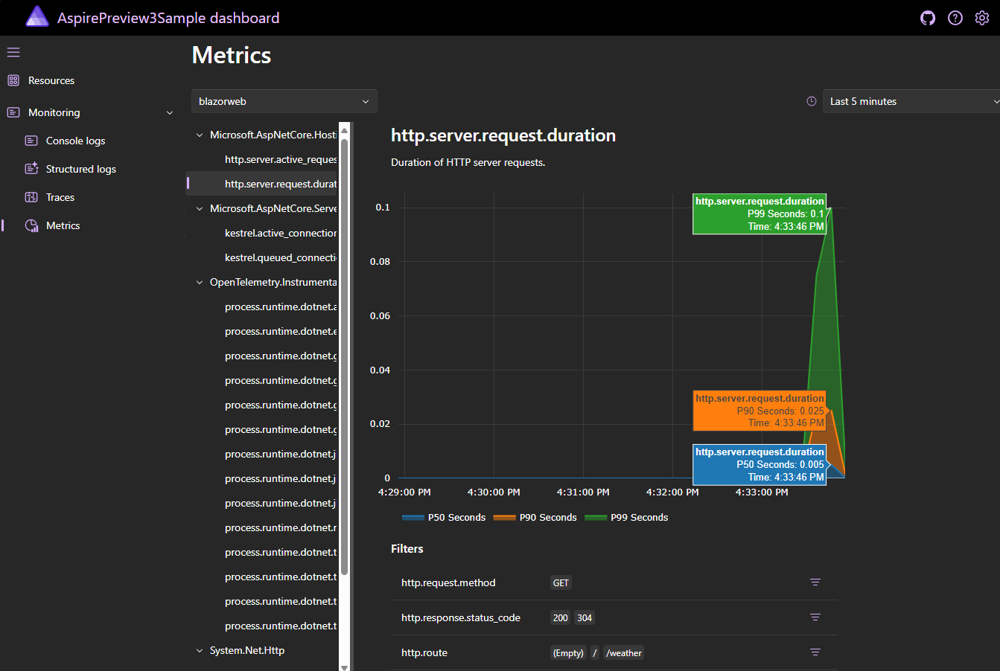 AspirePreview3Sample dashboard
Resources
Monitoring
Console logs
Structured logs
Traces
Metrics
Metrics
blazorweb
Last 5 minutes
Microsoft.AspNetCore.Hosti
http.server.active_reques
http.server.request.durat
Microsoft.AspNetCore.Serve
kestrel.active_connection
kestrel.queued_connecti
OpenTelemetry.Instrumenta
process.runtime.dotnet.a
process.runtime.dotnet.e
process.runtime.dotnet.g
process.runtime.dotnet.g
process.runtime.dotnet.g
process.runtime.dotnet.g
process.runtime.dotnet.j
process.runtime.dotnet.j
process.runtime.dotnet.j
process.runtime.dotnet.r
process.runtime.dotnet.t
process.runtime.dotnet.t
process.runtime.dotnet.t
process.runtime.dotnet.t
System.Net.Http
http.server.request.duration
Duration of HTTP server requests.
0.1
0.08
0.06
0.04
0.02
0
http.server.request.duration
P99 Seconds: 0.1
Time: 4:33:46 PM
http.server.request.duration
P90 Seconds: 0.025
Time: 4:33:46 PM
http.server.request.duration
P50 Seconds: 0.005
Time: 4:33:46 PM
4:29:00 PM 4:30:00 PM 4:31:00 PM 4:32:00 PM 4:33:00 PM
P50 Seconds P90 Seconds P99 Seconds
Filters
http.request.method GET
http.response.status_code 200 304
http.route (Empty) / /weather